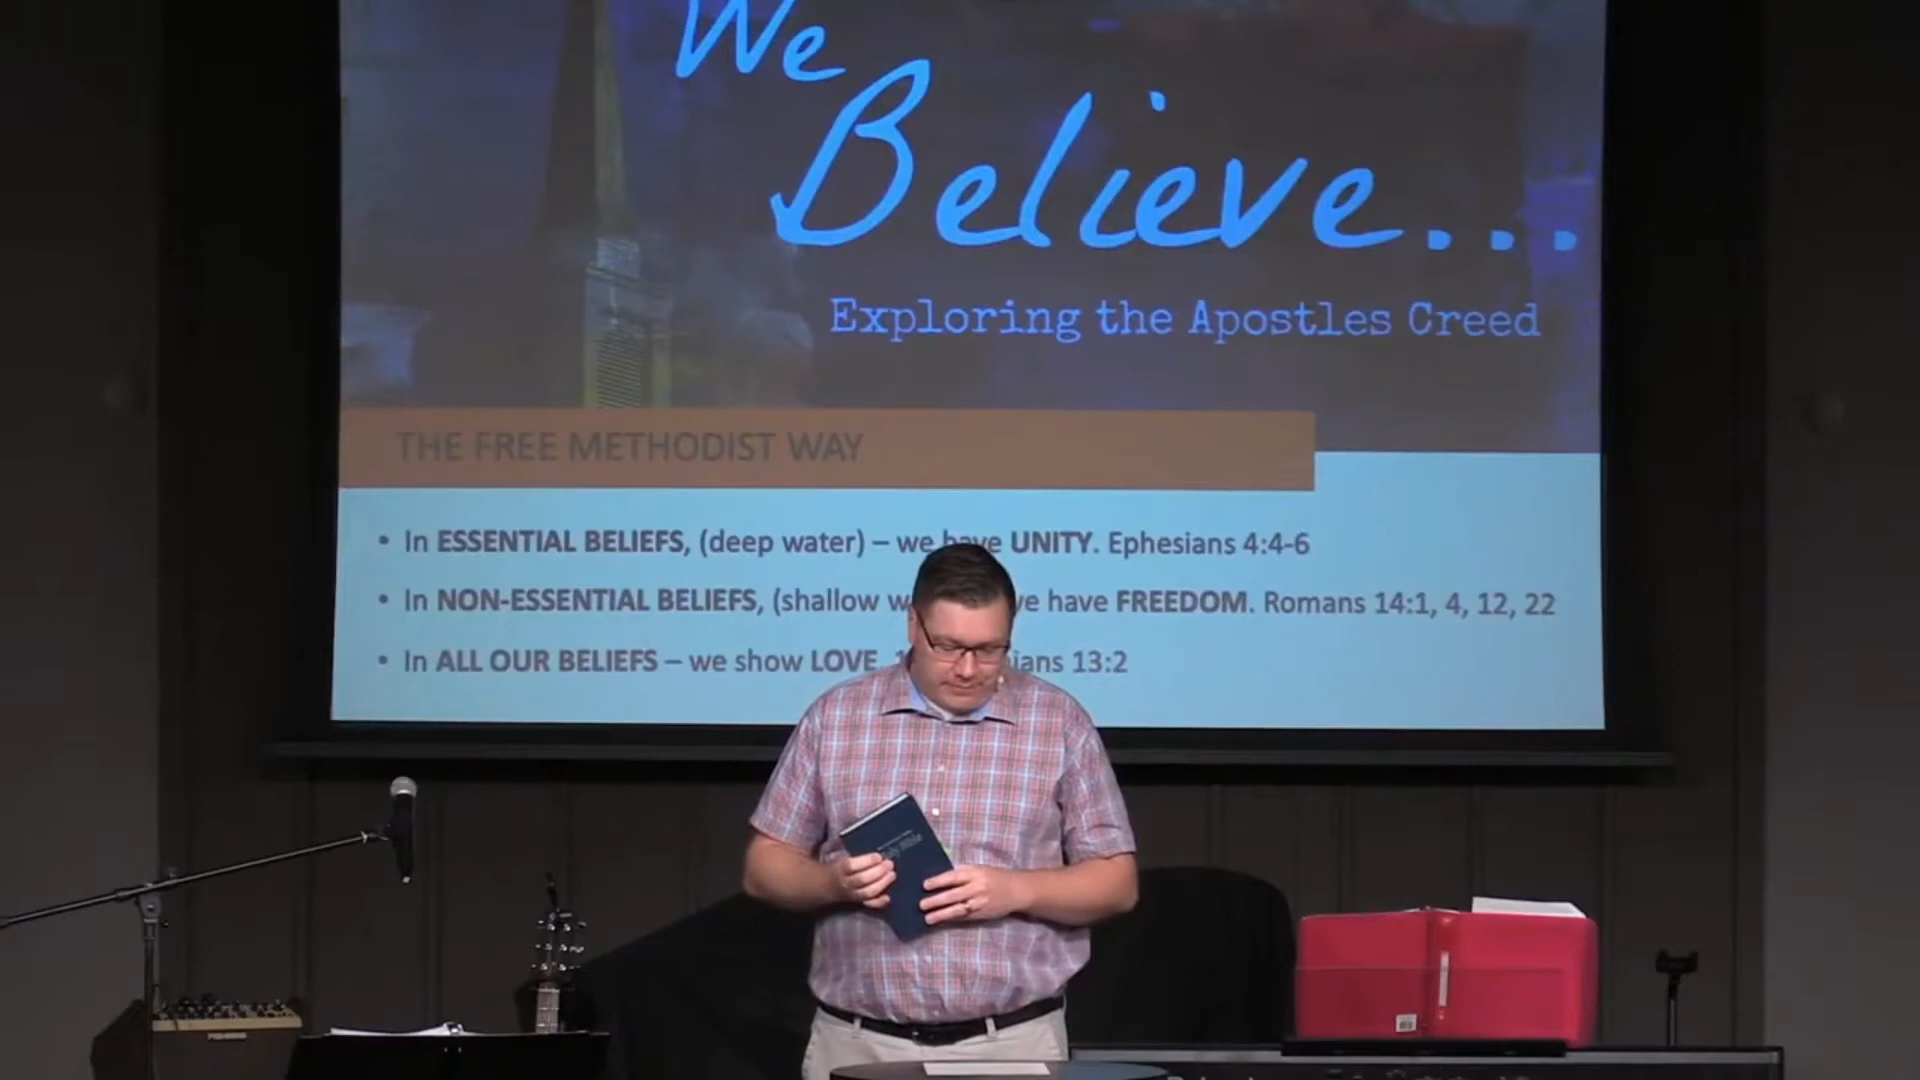 We
Believe...
Exploring the Apostles Creed
THE FREE METHODIST WAY
• In ESSENTIAL BELIEFS, (deep water) – we have UNITY. Ephesians 4:4-6
• In NON-ESSENTIAL BELIEFS, (shallow we have FREEDOM. Romans 14:1, 4, 12, 22
• In ALL OUR BELIEFS – we show LOVE 13:2
Holy Bible